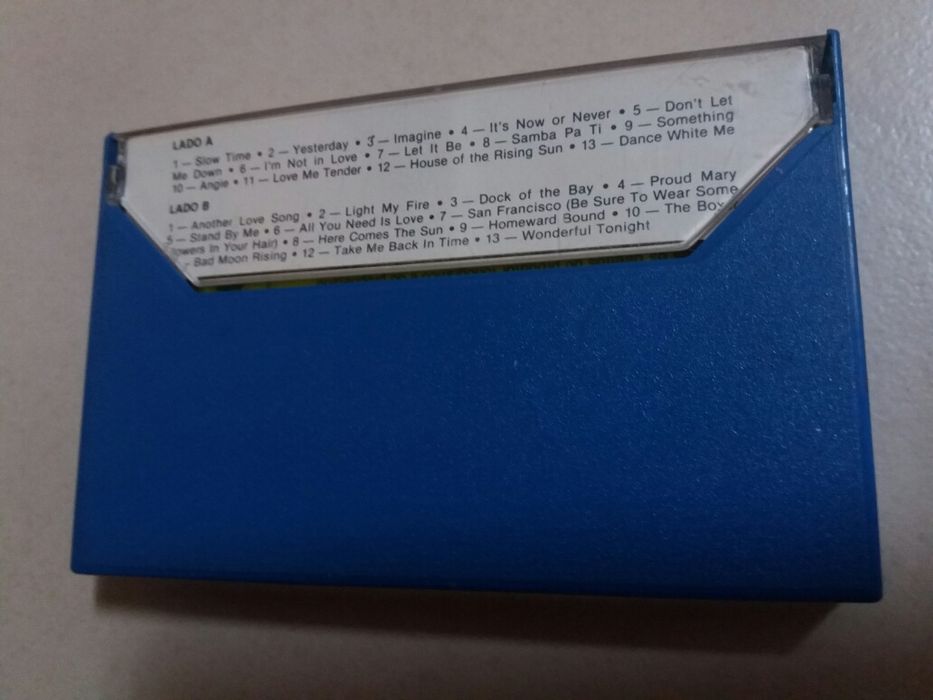 LADO A
1 — Slow Time • 2 — Yesterday • 3 — Imagine • 4 — It's Now or Never • 5 — Don't Let
Me Down • 6 — I'm Not in Love • 7 — Let It Be • 8 — Samba Pa Ti • 9 — Something
10 — Angie • 11 — Love Me Tender • 12 — House of the Rising Sun • 13 — Dance White Me
LADO B
1 — Another Love Song • 2 — Light My Fire • 3 — Dock of the Bay • 4 — Proud Mary
5 — Stand By Me • 6 — All You Need Is Love • 7 — San Francisco (Be Sure To Wear Some
lowers In Your Hair) • 8 — Here Comes The Sun • 9 — Homeward Bound • 10 — The Box
- Bad Moon Rising • 12 — Take Me Back In Time • 13 — Wonderful Tonight